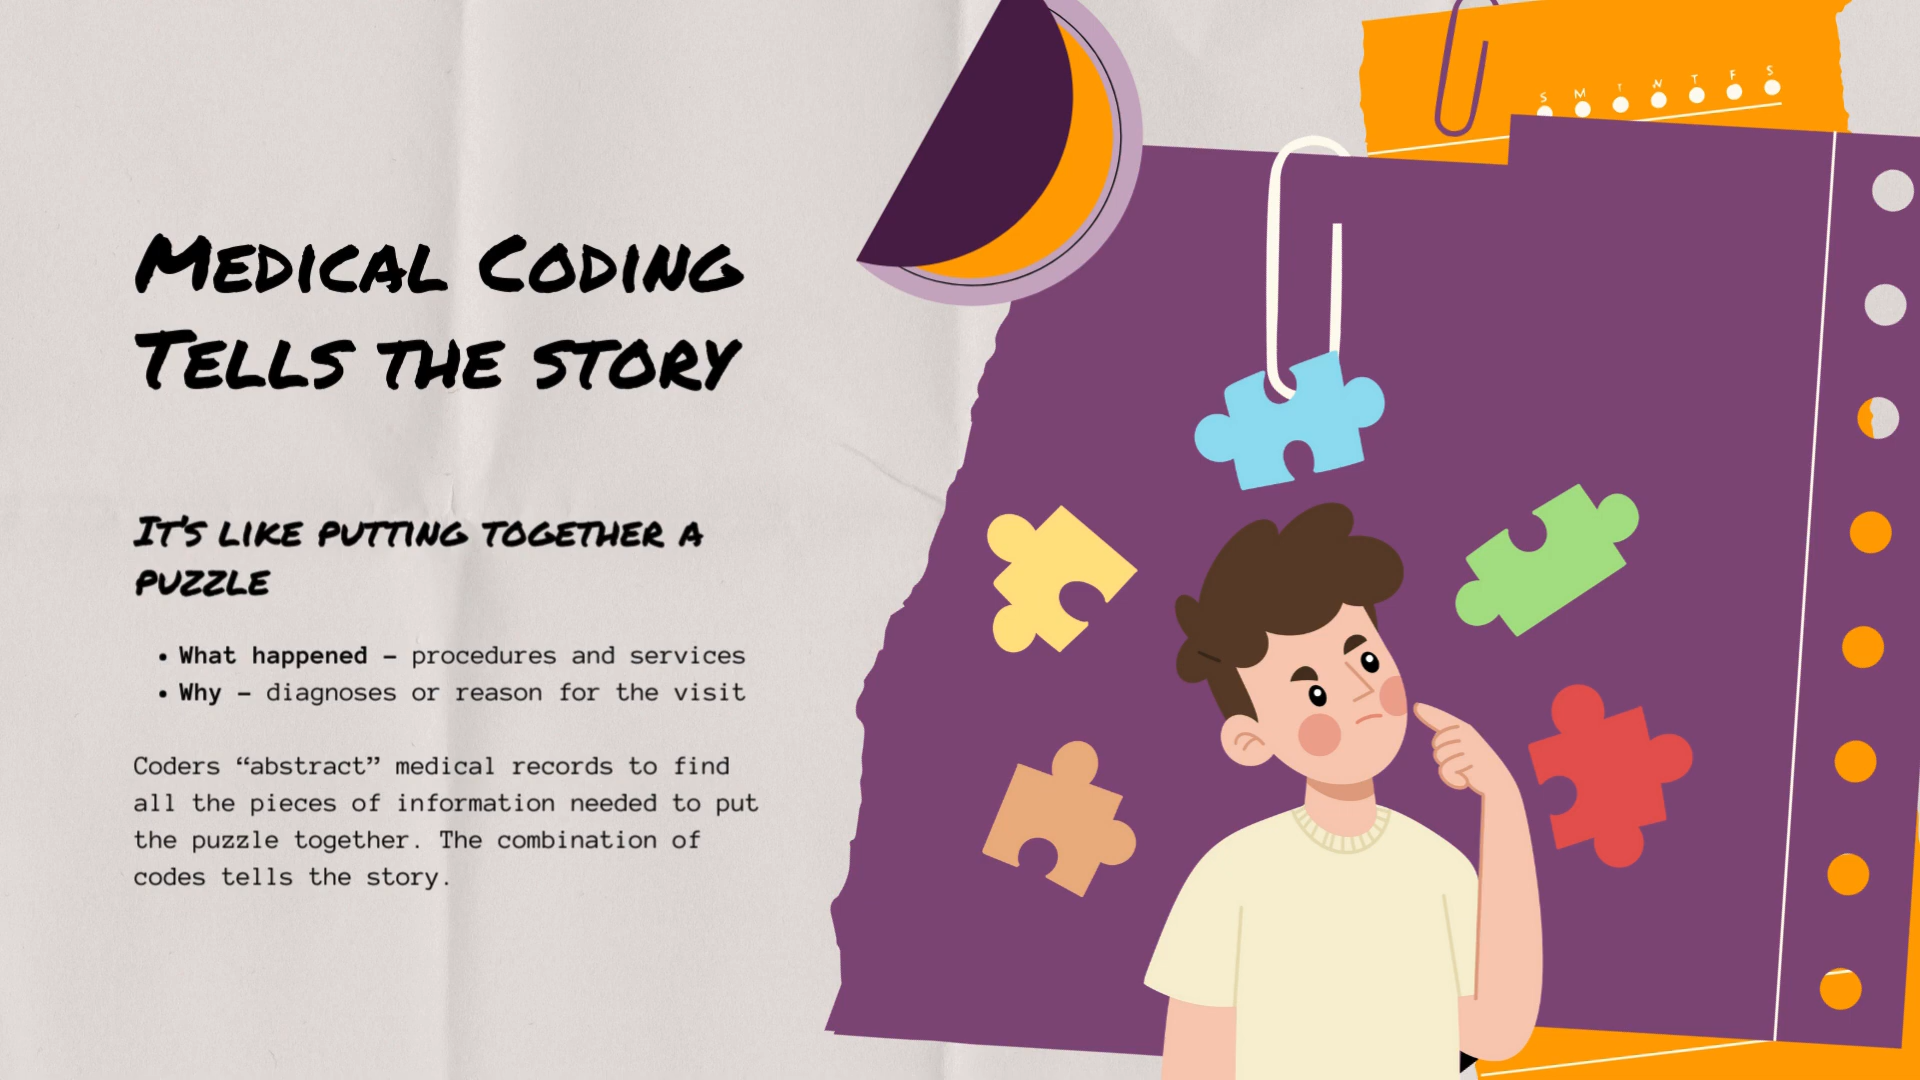 Medical Coding
Tells the story
It's like putting together a
puzzle
• What happened – procedures and services
• Why – diagnoses or reason for the visit
Coders “abstract” medical records to find
all the pieces of information needed to put
the puzzle together. The combination of
codes tells the story.
S M T W T F S